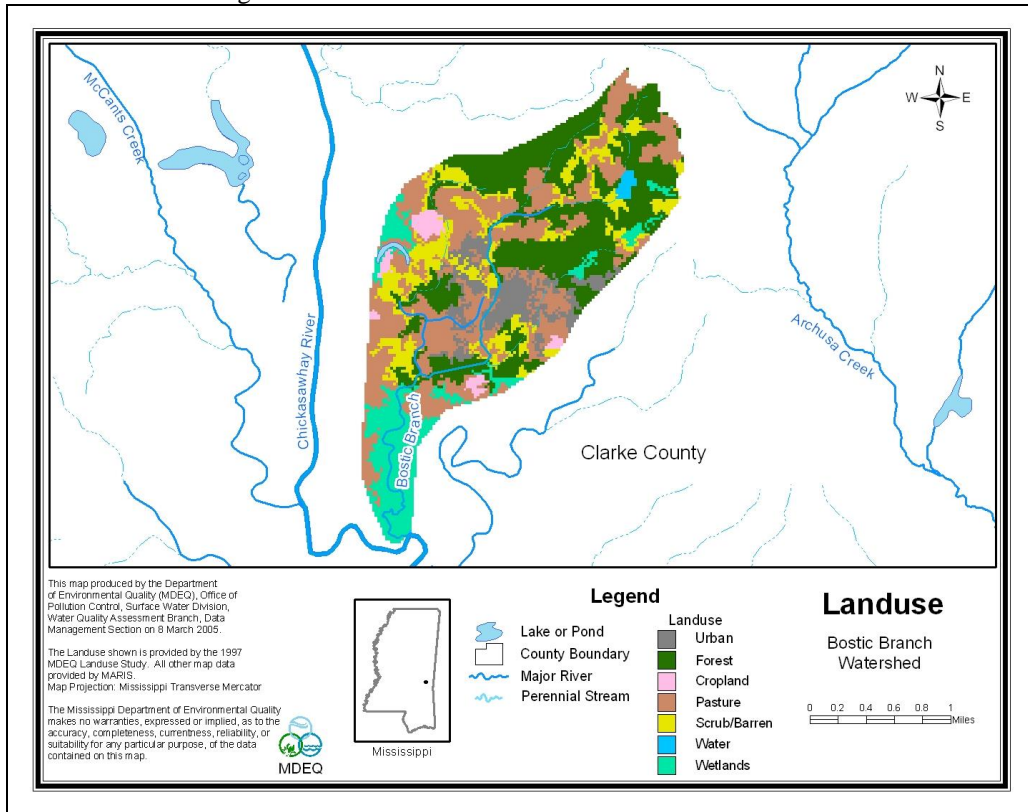 McCants Creek
Chickasawhay River
Bostic Branch
Archusa Creek
Clarke County
N
W E
S
This map produced by the Department
of Environmental Quality (MDEQ), Office of
Pollution Control, Surface Water Division,
Water Quality Assessment Branch, Data
Management Section on 8 March 2005.
The Landuse shown is provided by the 1997
MDEQ Landuse Study. All other map data
provided by MARIS.
Map Projection: Mississippi Transverse Mercator
The Mississippi Department of Environmental Quality
makes no warranties, expressed or implied, as to the
accuracy, completeness, currentness, reliability, or
suitability for any particular purpose, of the data
contained on this map.
MDEQ
Mississippi
Legend
Lake or Pond
County Boundary
Major River
Perennial Stream
Landuse
Urban
Forest
Cropland
Pasture
Scrub/Barren
Water
Wetlands
Landuse
Bostic Branch
Watershed
0 0.2 0.4 0.6 0.8 1
Miles